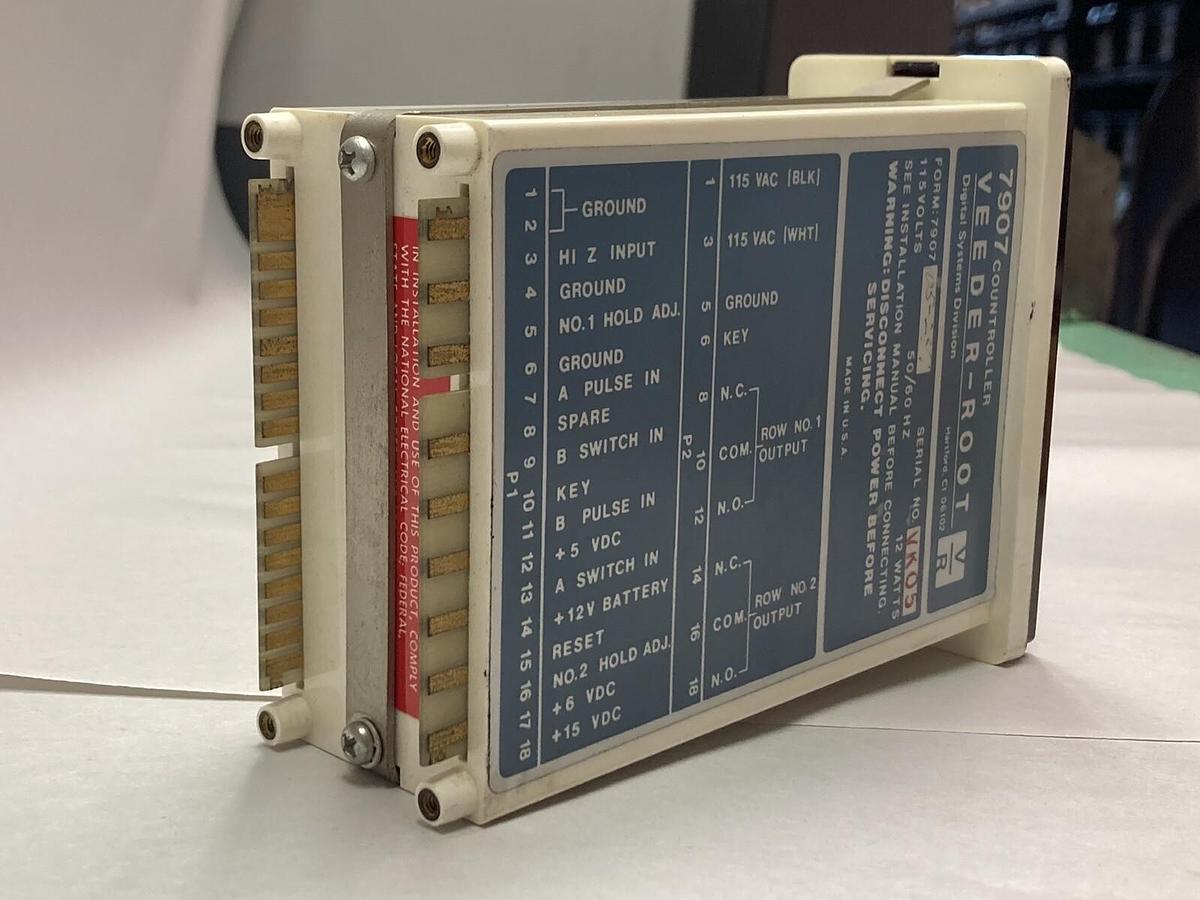 1
2
3
4
5
6
7
8
9
10
11
12
13
14
15
16
17
18
P1
GROUND
HI Z INPUT
GROUND
NO.1 HOLD ADJ.
GROUND
A PULSE IN
SPARE
B SWITCH IN
KEY
B PULSE IN
+5 VDC
A SWITCH IN
+12V BATTERY
RESET
NO.2 HOLD ADJ.
+6 VDC
+15 VDC
P2
1 115 VAC (BLK)
3 115 VAC (WHT)
5 GROUND
6 KEY
8 N.C.
10 COM. ROW NO.1 OUTPUT
12 N.O.
14 N.C.
16 COM. ROW NO.2 OUTPUT
18 N.O.
7907 COUNTROLLER
VEEDER-ROOT V/R
Digital Systems Division Hartford, Ct 06102
FORM: 7907 SERIAL NO. VK05
115 VOLTS 50/60 HZ 12 WATTS
SEE INSTALLATION MANUAL BEFORE CONNECTING.
WARNING: DISCONNECT POWER BEFORE
SERVICING.
MADE IN U.S.A.
IN INSTALLATION AND USE OF THIS PRODUCT, COMPLY
WITH THE NATIONAL ELECTRICAL CODE, FEDERAL,